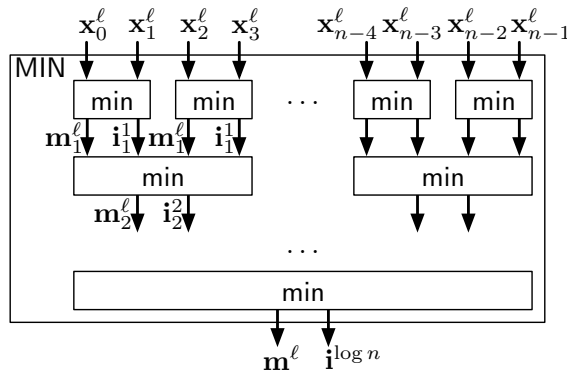 x_0^ℓ x_1^ℓ x_2^ℓ x_3^ℓ x_{n−4}^ℓ x_{n−3}^ℓ x_{n−2}^ℓ x_{n−1}^ℓ
MIN
min min ... min min
m_1^ℓ i_1^1 m_1^ℓ i_1^1
min min
m_2^ℓ i_2^2
...
min
m^ℓ i^{log n}